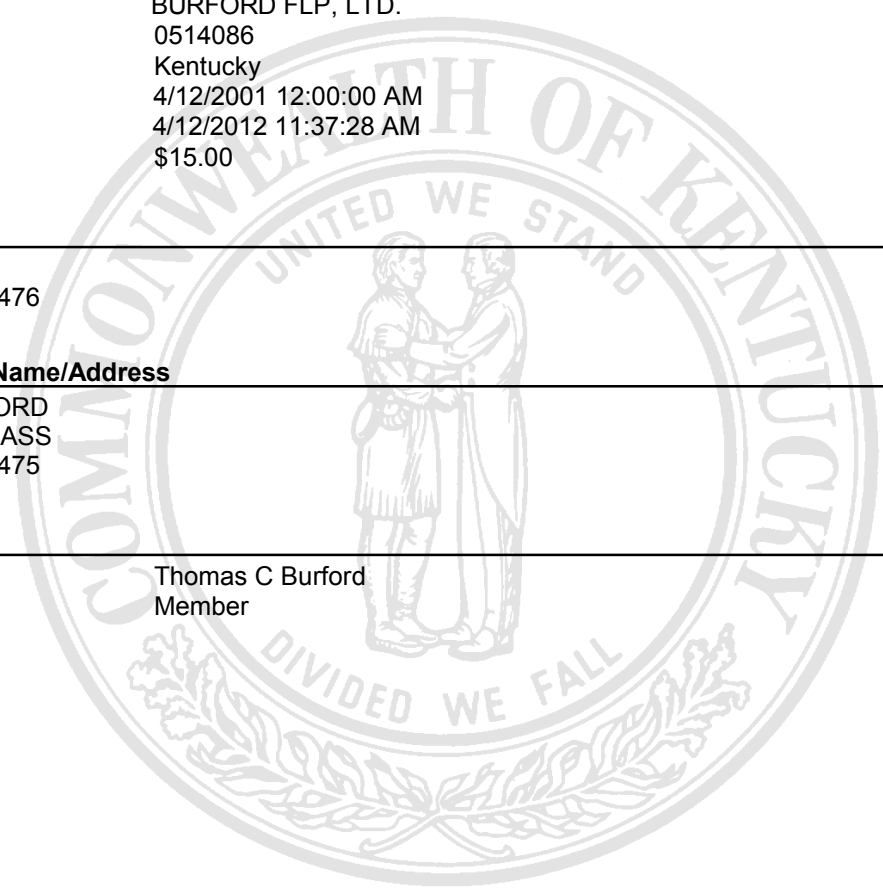 BURFORD FLP, LTD.
0514086
Kentucky
4/12/2001 12:00:00 AM
4/12/2012 11:37:28 AM
$15.00
476
Name/Address
ORD
ASS
475
Thomas C Burford
Member
COMMONWEALTH OF KENTUCKY
UNITED WE STAND
DIVIDED WE FALL